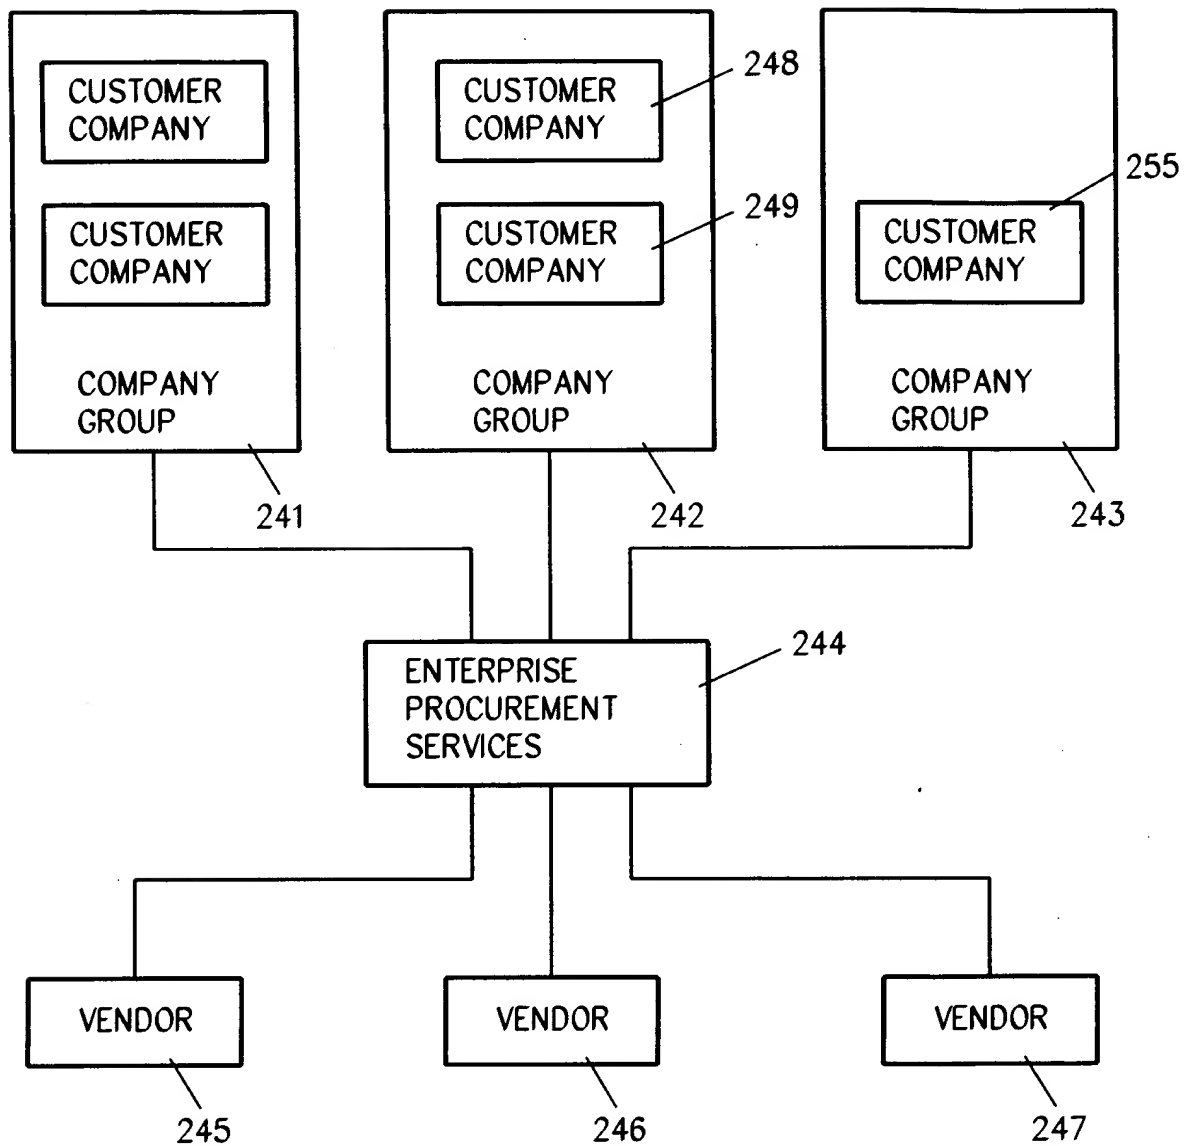 CUSTOMER
COMPANY
CUSTOMER
COMPANY
COMPANY
GROUP
241
CUSTOMER
COMPANY
248
CUSTOMER
COMPANY
249
COMPANY
GROUP
242
CUSTOMER
COMPANY
255
COMPANY
GROUP
243
ENTERPRISE
PROCUREMENT
SERVICES
244
VENDOR
245
VENDOR
246
VENDOR
247